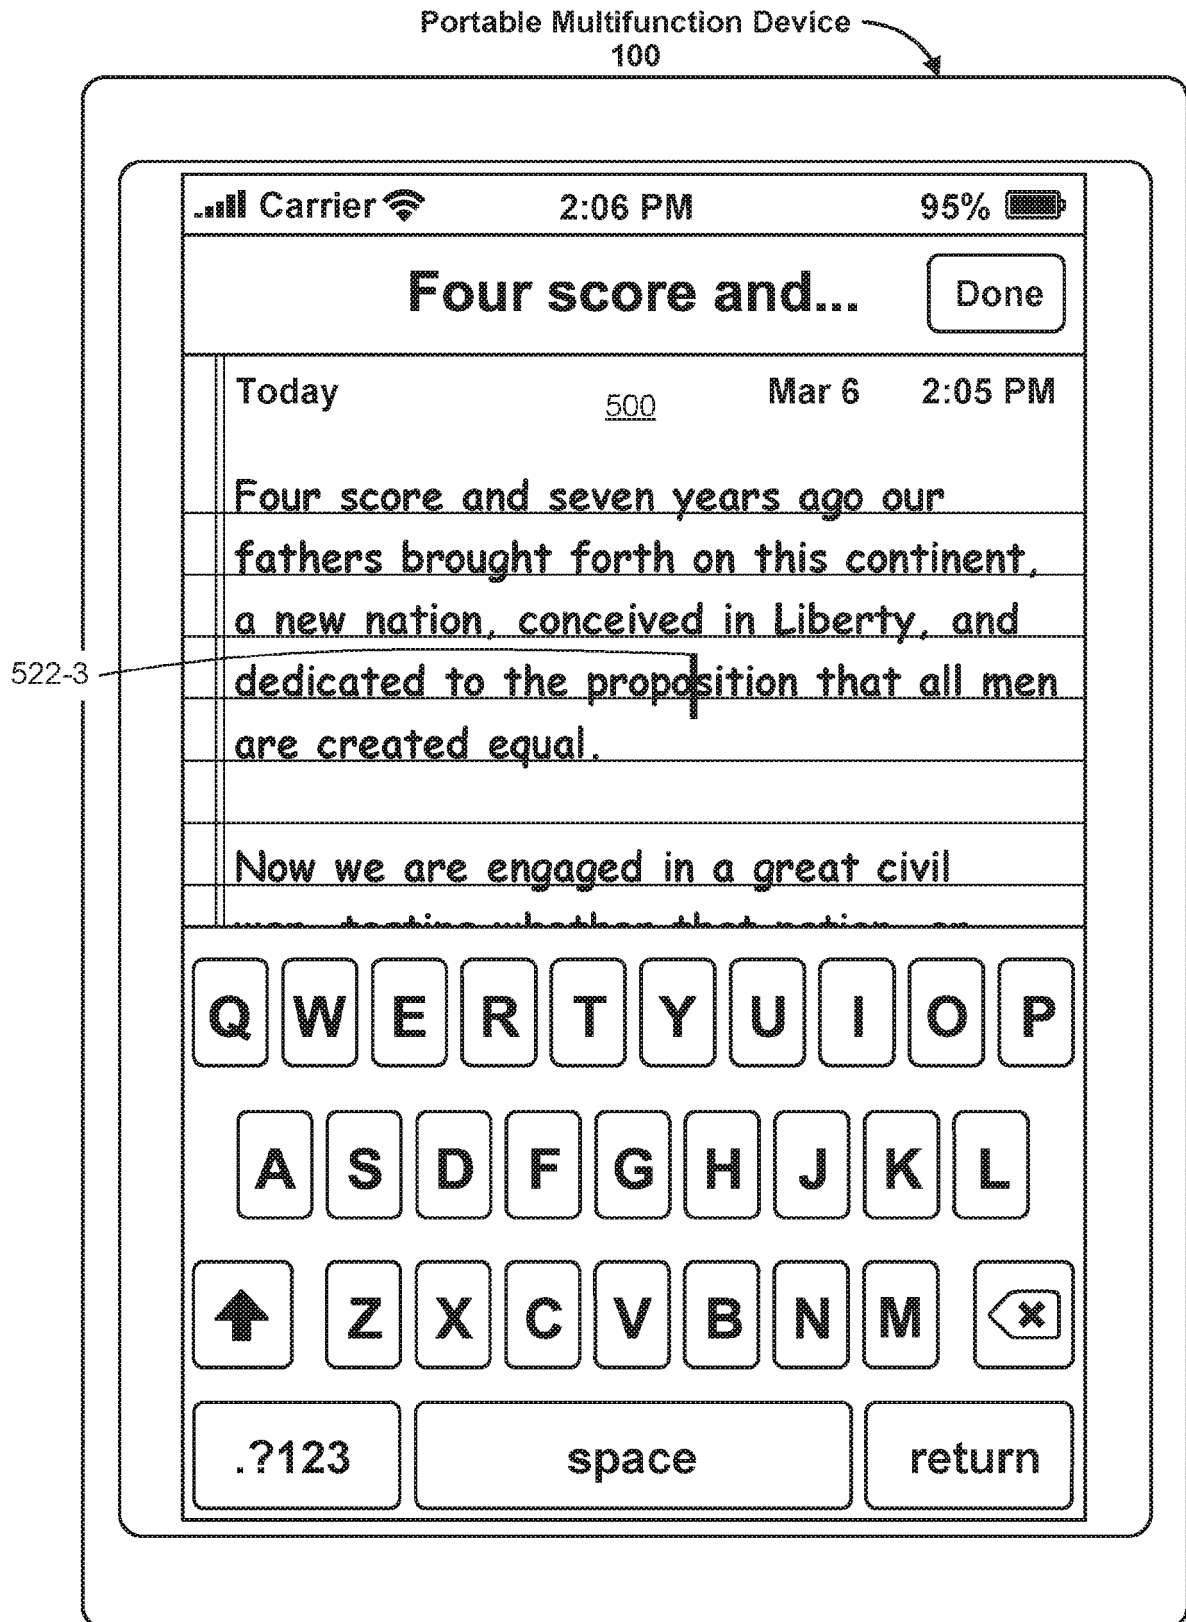 Portable Multifunction Device
100
Carrier 2:06 PM 95%
Four score and... Done
Today 500 Mar 6 2:05 PM
Four score and seven years ago our
fathers brought forth on this continent,
a new nation, conceived in Liberty, and
522-3 dedicated to the proposition that all men
are created equal.
Now we are engaged in a great civil
Q W E R T Y U I O P
A S D F G H J K L
Z X C V B N M
.?123 space return